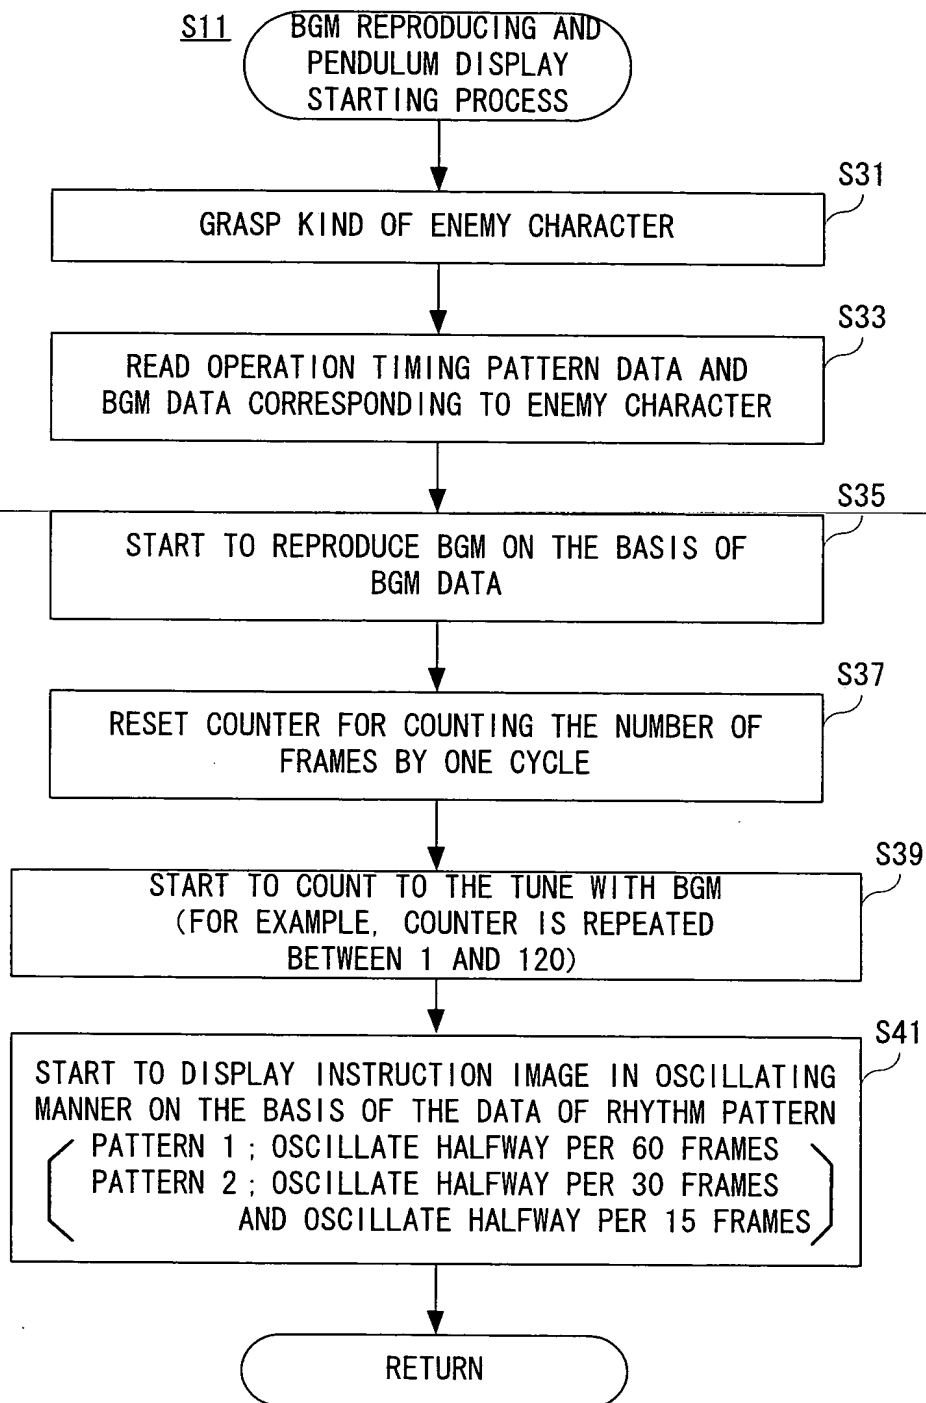 S11
BGM REPRODUCING AND
PENDULUM DISPLAY
STARTING PROCESS
S31
GRASP KIND OF ENEMY CHARACTER
S33
READ OPERATION TIMING PATTERN DATA AND
BGM DATA CORRESPONDING TO ENEMY CHARACTER
S35
START TO REPRODUCE BGM ON THE BASIS OF
BGM DATA
S37
RESET COUNTER FOR COUNTING THE NUMBER OF
FRAMES BY ONE CYCLE
S39
START TO COUNT TO THE TUNE WITH BGM
(FOR EXAMPLE, COUNTER IS REPEATED
BETWEEN 1 AND 120)
S41
START TO DISPLAY INSTRUCTION IMAGE IN OSCILLATING
MANNER ON THE BASIS OF THE DATA OF RHYTHM PATTERN
PATTERN 1 ; OSCILLATE HALFWAY PER 60 FRAMES
PATTERN 2 ; OSCILLATE HALFWAY PER 30 FRAMES
AND OSCILLATE HALFWAY PER 15 FRAMES
RETURN